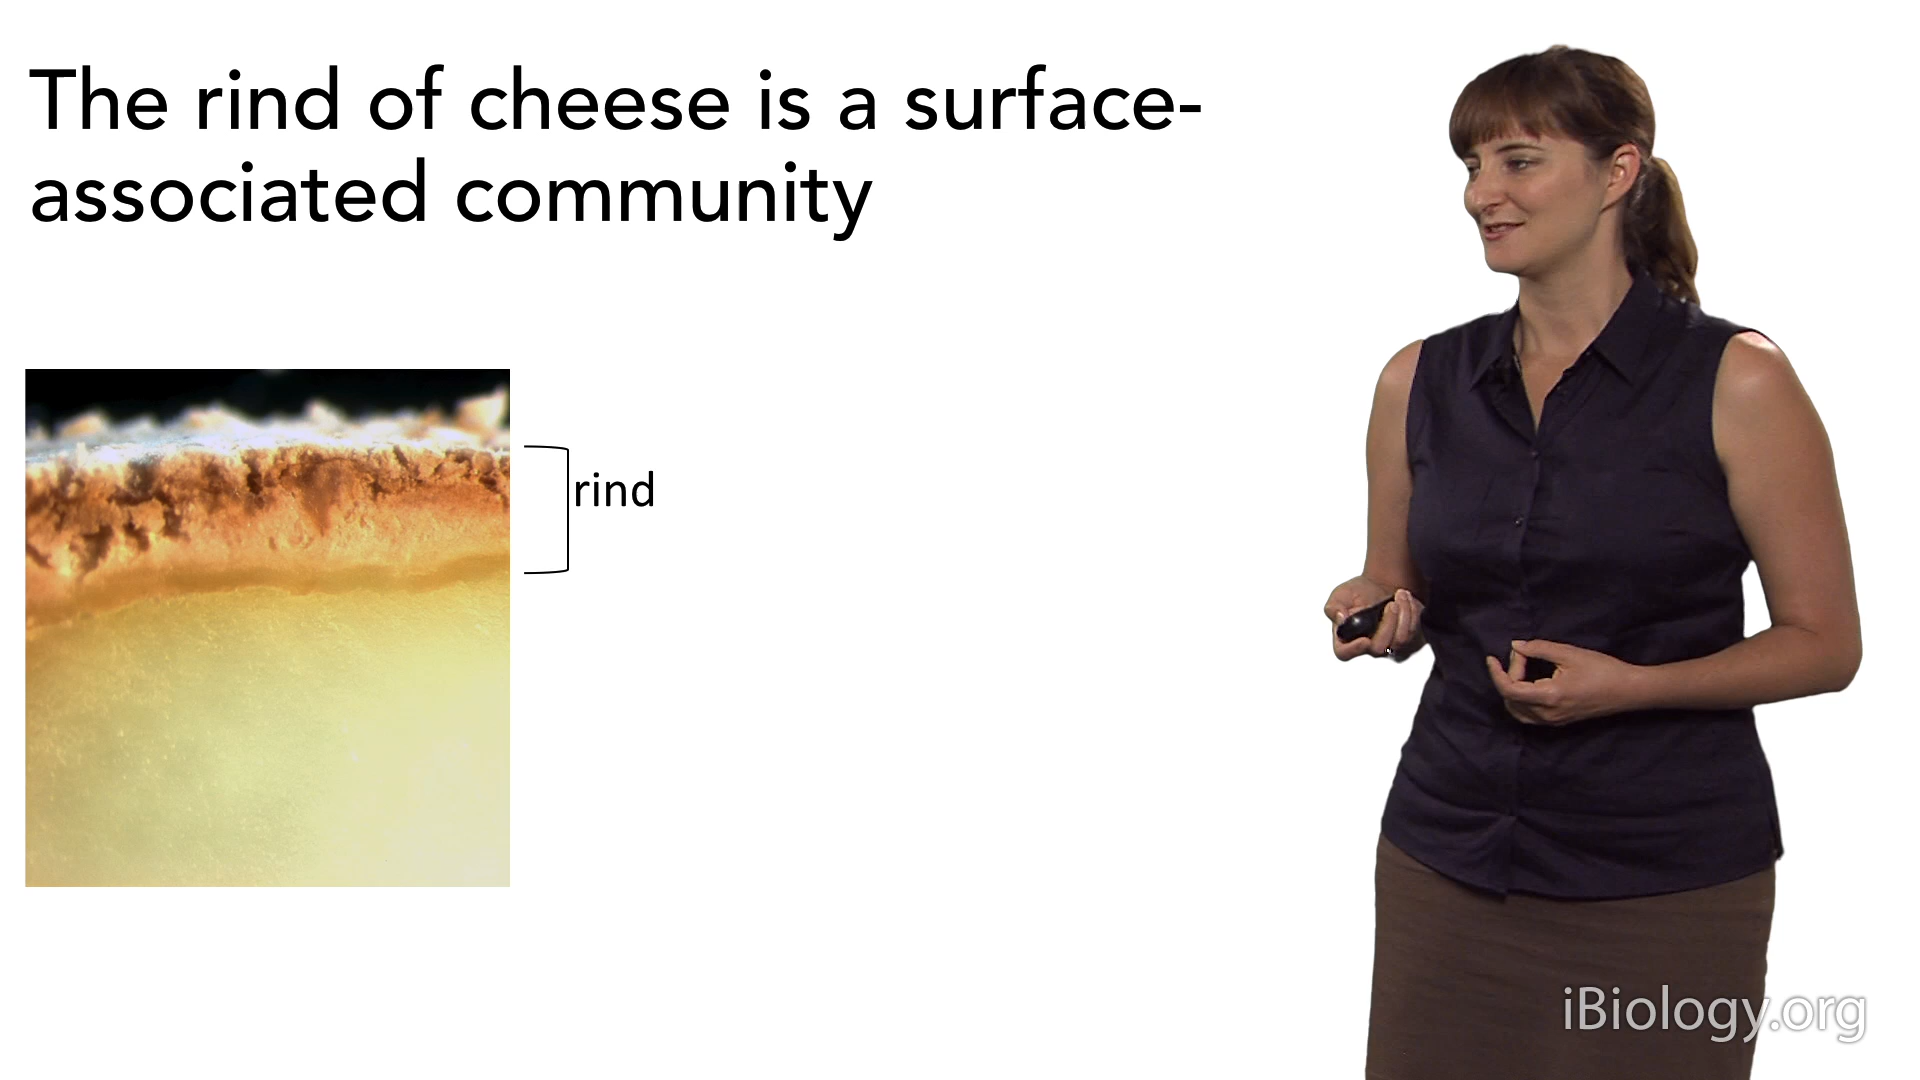 The rind of cheese is a surface-
associated community
rind
iBiology.org